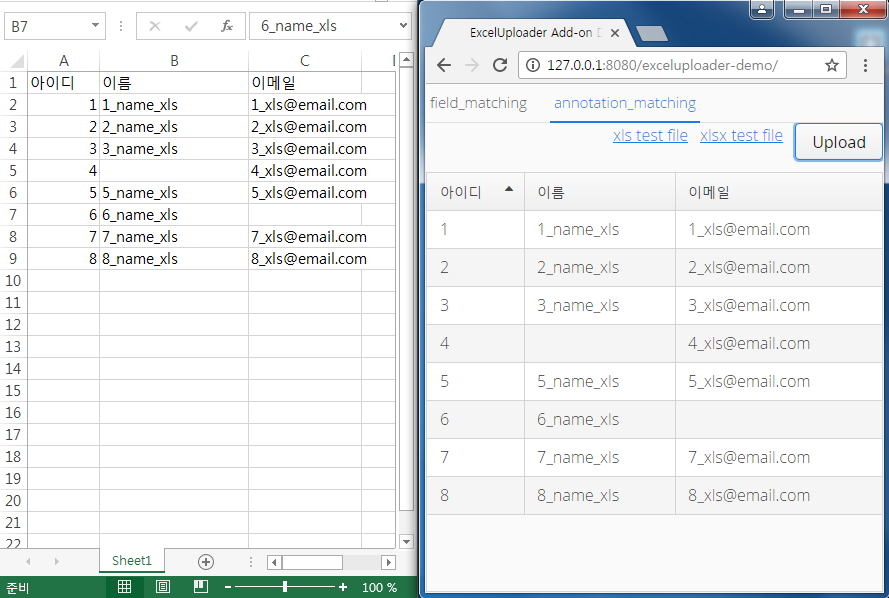 B7
fx
6_name_xls
A B C
1 아이디 이름 이메일
2 1 1_name_xls 1_xls@email.com
3 2 2_name_xls 2_xls@email.com
4 3 3_name_xls 3_xls@email.com
5 4 4_xls@email.com
6 5 5_name_xls 5_xls@email.com
7 6 6_name_xls
8 7 7_name_xls 7_xls@email.com
9 8 8_name_xls 8_xls@email.com
10
11
12
13
14
15
16
17
18
19
20
21
22
Sheet1
준비
100 %
ExcelUploader Add-on
127.0.0.1:8080/exceluploader-demo/
field_matching annotation_matching
xls test file xlsx test file Upload
아이디 이름 이메일
1 1_name_xls 1_xls@email.com
2 2_name_xls 2_xls@email.com
3 3_name_xls 3_xls@email.com
4 4_xls@email.com
5 5_name_xls 5_xls@email.com
6 6_name_xls
7 7_name_xls 7_xls@email.com
8 8_name_xls 8_xls@email.com